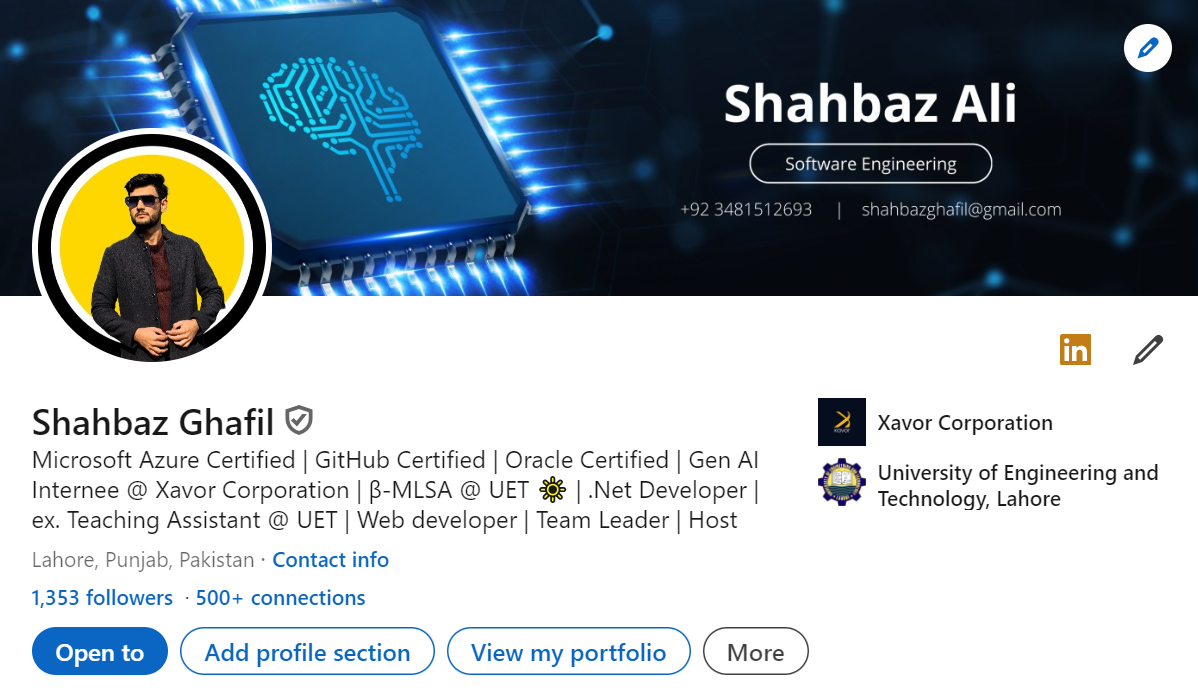 Shahbaz Ali
Software Engineering
+92 3481512693 | shahbazghafil@gmail.com
in
Shahbaz Ghafil
Microsoft Azure Certified | GitHub Certified | Oracle Certified | Gen AI
Internee @ Xavor Corporation | β-MLSA @ UET | .Net Developer |
ex. Teaching Assistant @ UET | Web developer | Team Leader | Host
XAVOR
Xavor Corporation
University of Engineering and
Technology, Lahore
Lahore, Punjab, Pakistan · Contact info
1,353 followers · 500+ connections
Open to
Add profile section
View my portfolio
More